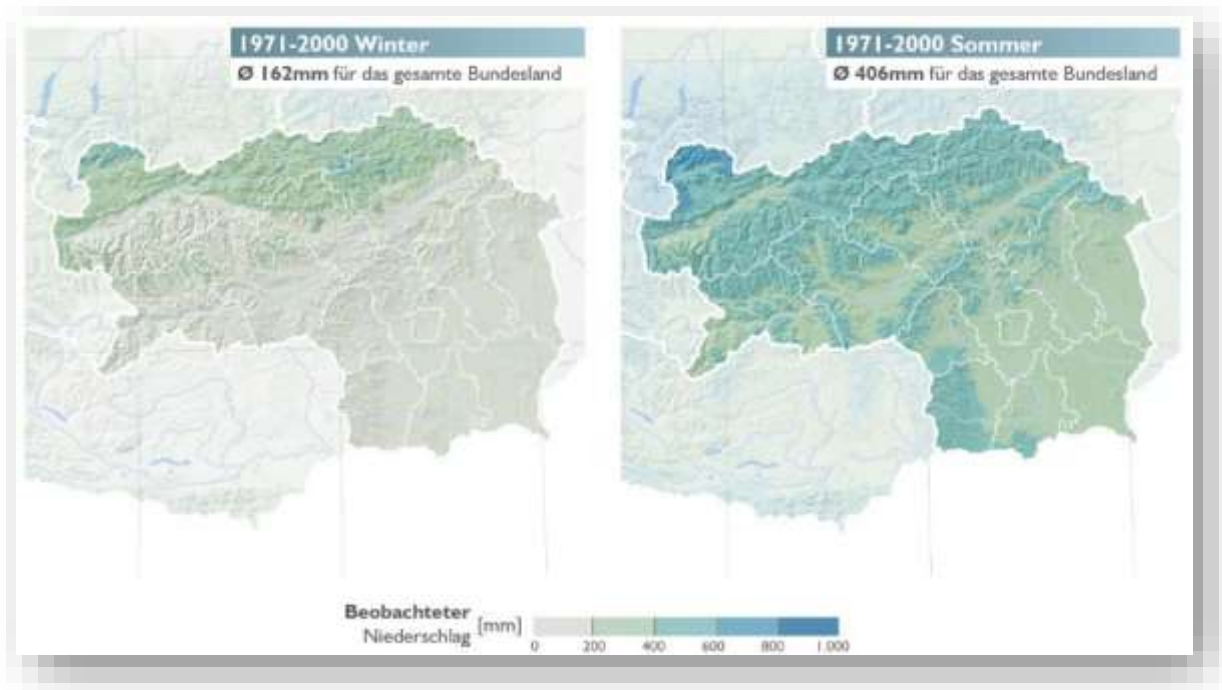 1971-2000 Winter
Ø 162mm für das gesamte Bundesland
1971-2000 Sommer
Ø 406mm für das gesamte Bundesland
Beobachteter
Niederschlag [mm]
0 200 400 600 800 1.000